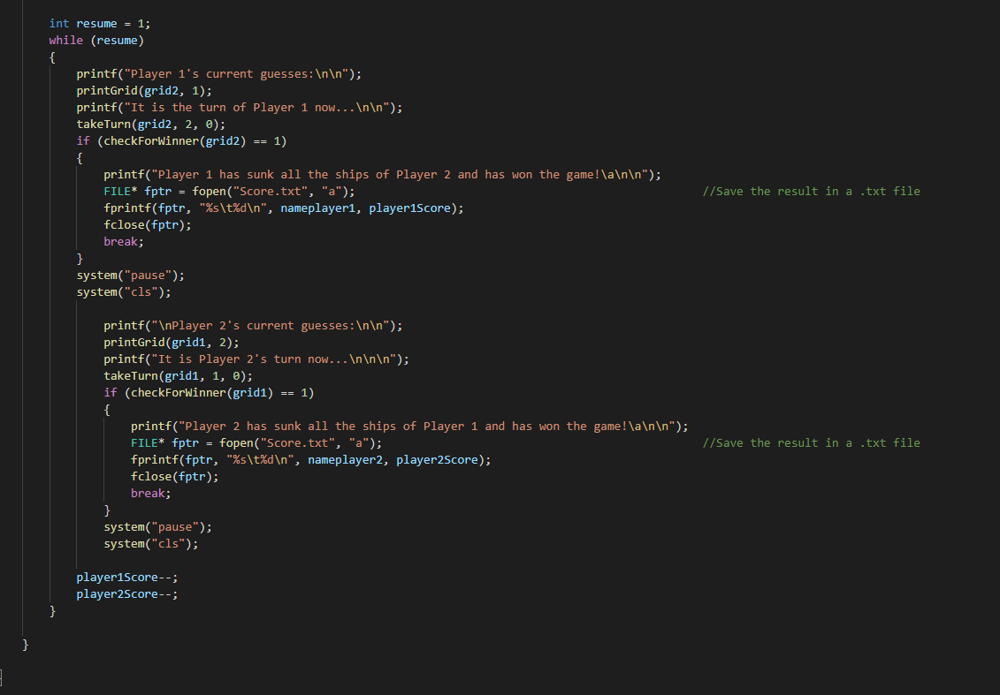 int resume = 1;
while (resume)
{
printf("Player 1's current guesses:\n\n");
printGrid(grid2, 1);
printf("It is the turn of Player 1 now...\n\n");
takeTurn(grid2, 2, 0);
if (checkForWinner(grid2) == 1)
{
printf("Player 1 has sunk all the ships of Player 2 and has won the game!\a\n\n");
FILE* fptr = fopen("Score.txt", "a"); //Save the result in a .txt file
fprintf(fptr, "%s\t%d\n", nameplayer1, player1Score);
fclose(fptr);
break;
}
system("pause");
system("cls");
printf("\nPlayer 2's current guesses:\n\n");
printGrid(grid1, 2);
printf("It is Player 2's turn now...\n\n\n");
takeTurn(grid1, 1, 0);
if (checkForWinner(grid1) == 1)
{
printf("Player 2 has sunk all the ships of Player 1 and has won the game!\a\n\n");
FILE* fptr = fopen("Score.txt", "a"); //Save the result in a .txt file
fprintf(fptr, "%s\t%d\n", nameplayer2, player2Score);
fclose(fptr);
break;
}
system("pause");
system("cls");
player1Score--;
player2Score--;
}
}